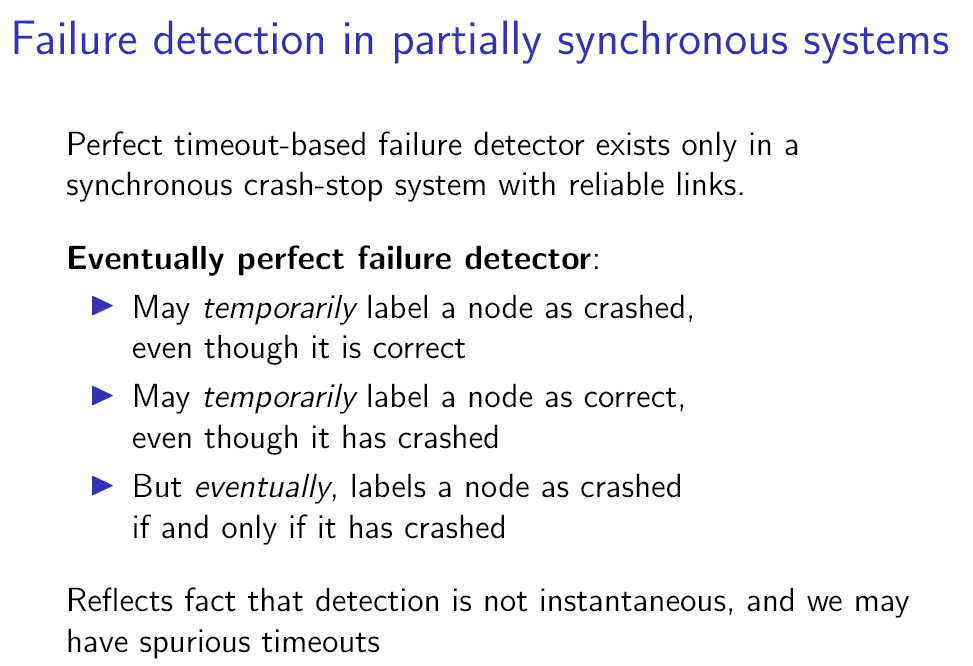 Failure detection in partially synchronous systems
Perfect timeout-based failure detector exists only in a
synchronous crash-stop system with reliable links.
Eventually perfect failure detector:
▶ May temporarily label a node as crashed,
even though it is correct
▶ May temporarily label a node as correct,
even though it has crashed
▶ But eventually, labels a node as crashed
if and only if it has crashed
Reflects fact that detection is not instantaneous, and we may
have spurious timeouts